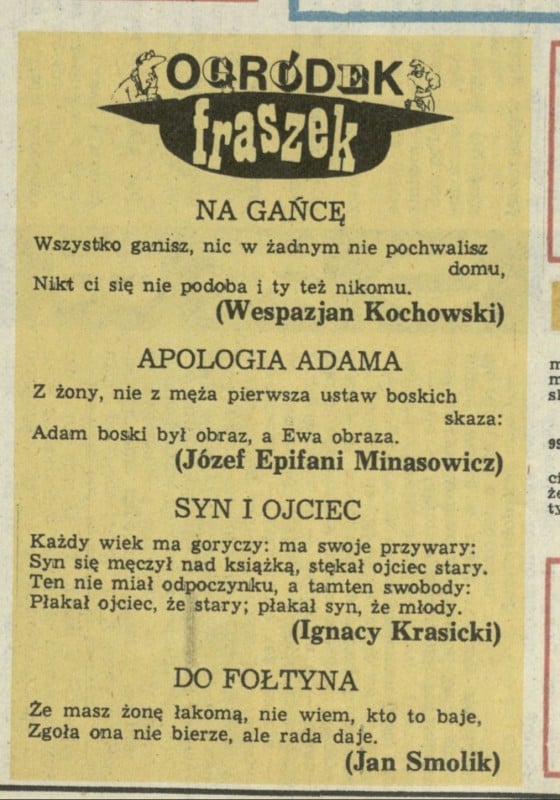 OGRÓDEK
fraszek
NA GAŃCĘ
Wszystko ganisz, nic w żadnym nie pochwalisz
domu,
Nikt ci się nie podoba i ty też nikomu.
(Wespazjan Kochowski)
APOLOGIA ADAMA
Z żony, nie z męża pierwsza ustaw boskich
skaza:
Adam boski był obraz, a Ewa obraza.
(Józef Epifani Minasowicz)
SYN I OJCIEC
Każdy wiek ma goryczy: ma swoje przywary:
Syn się męczył nad książką, stękał ojciec stary.
Ten nie miał odpoczynku, a tamten swobody:
Płakał ojciec, że stary; płakał syn, że młody.
(Ignacy Krasicki)
DO FOŁTYNA
Że masz żonę łakomą, nie wiem, kto to baje,
Zgoła ona nie bierze, ale rada daje.
(Jan Smolik)